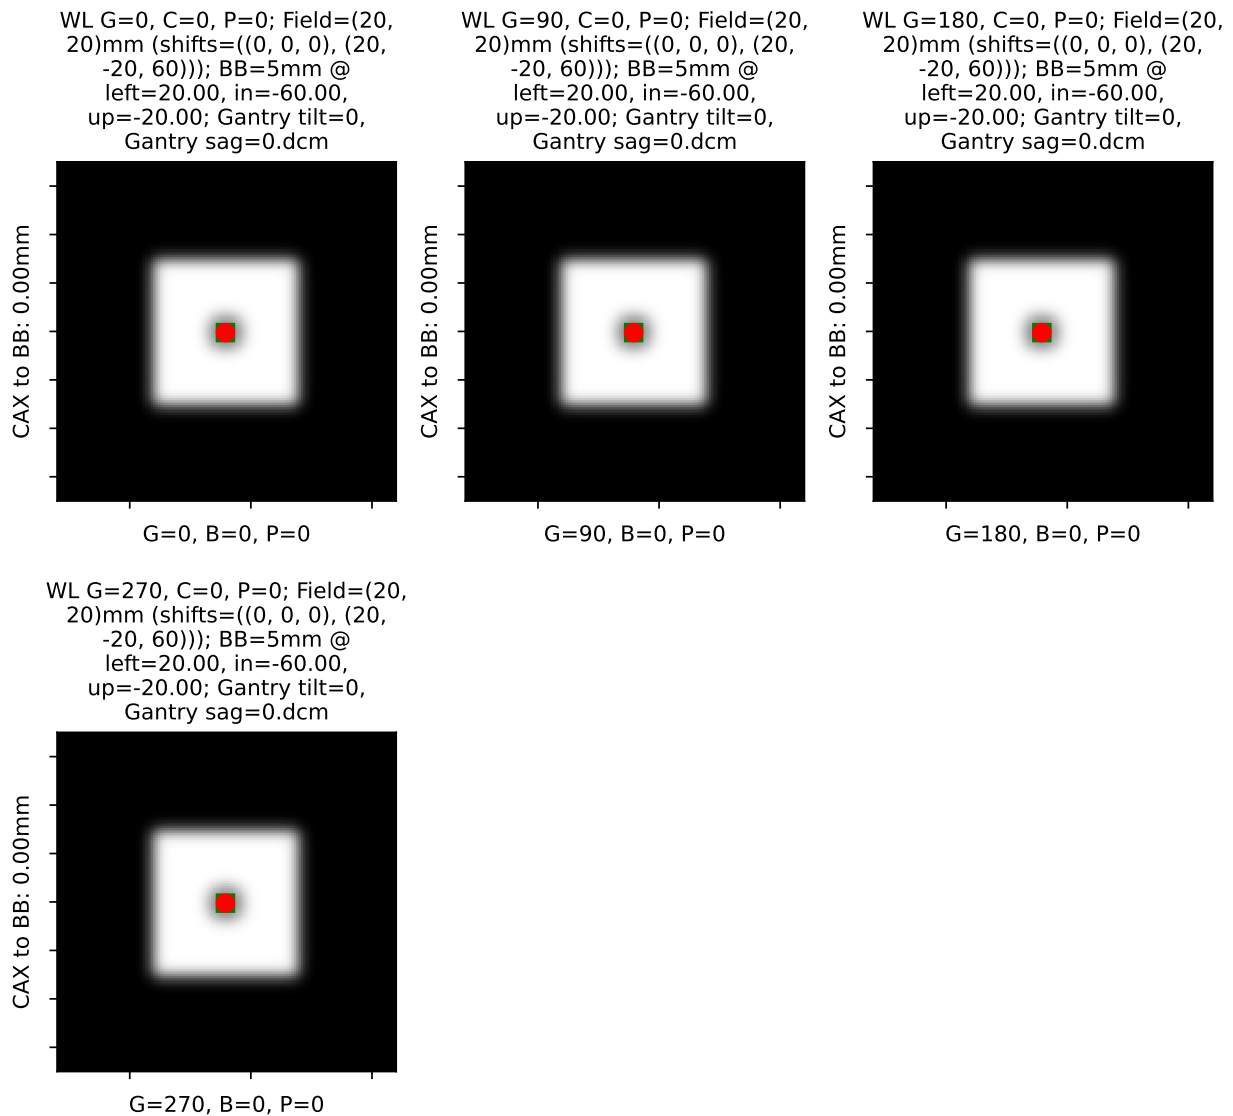 WL G=0, C=0, P=0; Field=(20,
20)mm (shifts=((0, 0, 0), (20,
-20, 60))); BB=5mm @
left=20.00, in=-60.00,
up=-20.00; Gantry tilt=0,
Gantry sag=0.dcm
CAX to BB: 0.00mm
G=0, B=0, P=0
WL G=90, C=0, P=0; Field=(20,
20)mm (shifts=((0, 0, 0), (20,
-20, 60))); BB=5mm @
left=20.00, in=-60.00,
up=-20.00; Gantry tilt=0,
Gantry sag=0.dcm
CAX to BB: 0.00mm
G=90, B=0, P=0
WL G=180, C=0, P=0; Field=(20,
20)mm (shifts=((0, 0, 0), (20,
-20, 60))); BB=5mm @
left=20.00, in=-60.00,
up=-20.00; Gantry tilt=0,
Gantry sag=0.dcm
CAX to BB: 0.00mm
G=180, B=0, P=0
WL G=270, C=0, P=0; Field=(20,
20)mm (shifts=((0, 0, 0), (20,
-20, 60))); BB=5mm @
left=20.00, in=-60.00,
up=-20.00; Gantry tilt=0,
Gantry sag=0.dcm
CAX to BB: 0.00mm
G=270, B=0, P=0